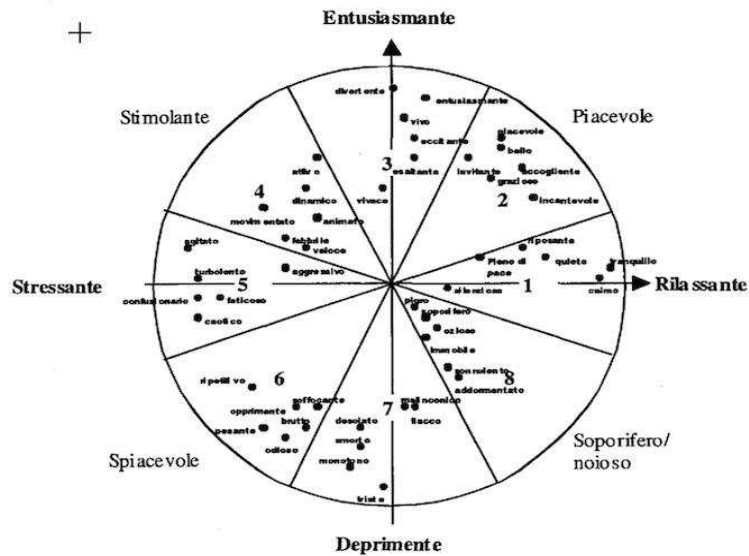 Entusiasmante
+
divertente
entusiasmante
Stimolante
Piacevole
vivo
piacevole
eccitante
bello
3
attivo
esaltante
invitante
accogliente
grazioso
4
dinamico
vivace
2
incantevole
movimentato
animato
agitato
febbrile
veloce
riposante
Pieno di
pace
quieto
tranquillo
turbolento
aggressivo
Stressante
5
silenzioso
1
calmo
Rilassante
confusionario
faticoso
pigro
caotico
soporifero
ozioso
immobile
ripetitivo
6
sonnolento
8
addormentato
soffocante
7
malinconico
opprimente
pesante
brutto
desolato
fiacco
odioso
smorto
Soporifero/
noioso
Spiacevole
monotono
triste
Deprimente